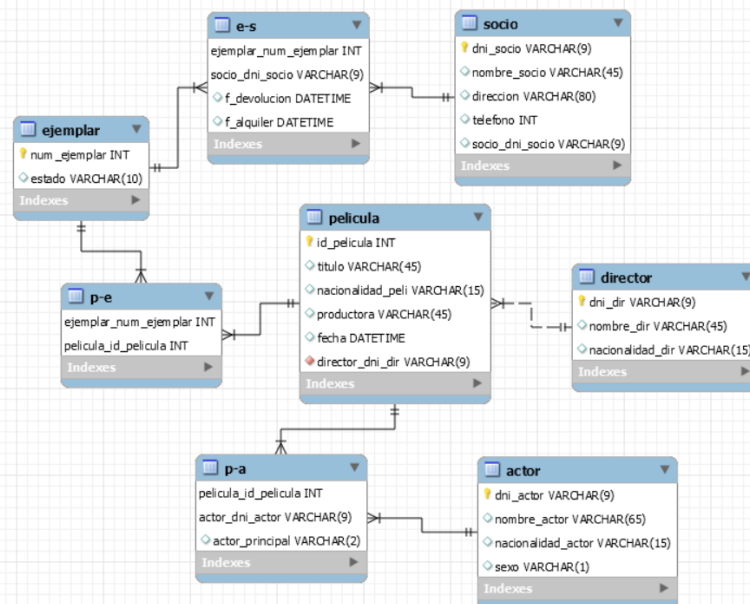 e-s
ejemplar_num_ejemplar INT
socio_dni_socio VARCHAR(9)
f_devolucion DATETIME
f_alquiler DATETIME
Indexes
socio
dni_socio VARCHAR(9)
nombre_socio VARCHAR(45)
direccion VARCHAR(80)
telefono INT
socio_dni_socio VARCHAR(9)
Indexes
ejemplar
num_ejemplar INT
estado VARCHAR(10)
Indexes
pelicula
id_pelicula INT
titulo VARCHAR(45)
nacionalidad_peli VARCHAR(15)
productora VARCHAR(45)
fecha DATETIME
director_dni_dir VARCHAR(9)
Indexes
director
dni_dir VARCHAR(9)
nombre_dir VARCHAR(45)
nacionalidad_dir VARCHAR(15)
Indexes
p-e
ejemplar_num_ejemplar INT
pelicula_id_pelicula INT
Indexes
p-a
pelicula_id_pelicula INT
actor_dni_actor VARCHAR(9)
actor_principal VARCHAR(2)
Indexes
actor
dni_actor VARCHAR(9)
nombre_actor VARCHAR(65)
nacionalidad_actor VARCHAR(15)
sexo VARCHAR(1)
Indexes